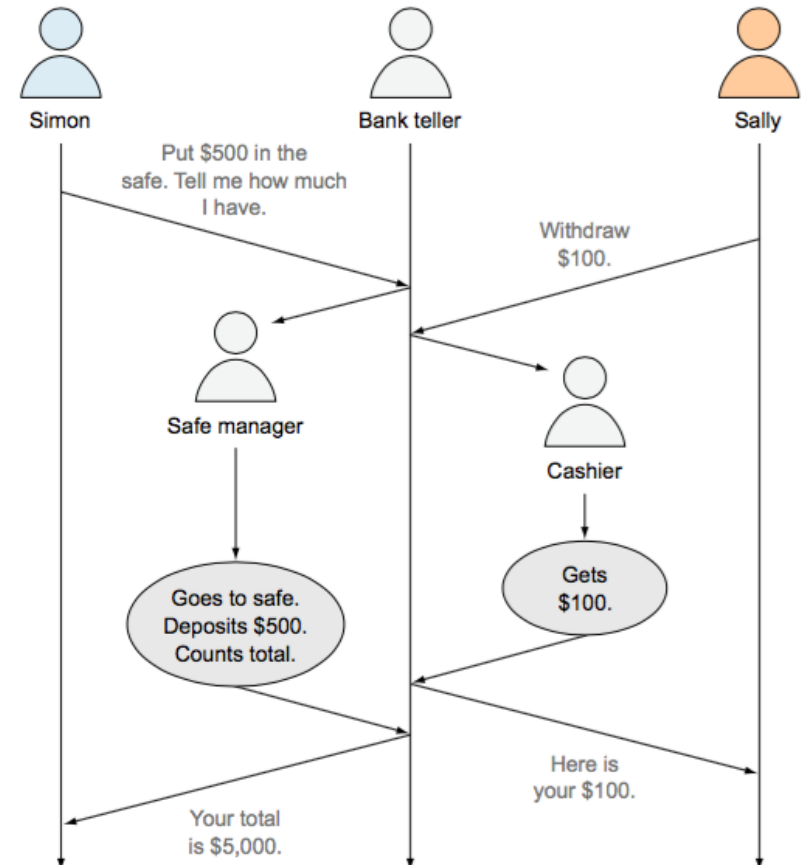 Simon
Bank teller
Sally
Put $500 in the
safe. Tell me how much
I have.
Withdraw
$100.
Safe manager
Cashier
Goes to safe.
Deposits $500.
Counts total.
Gets
$100.
Here is
your $100.
Your total
is $5,000.